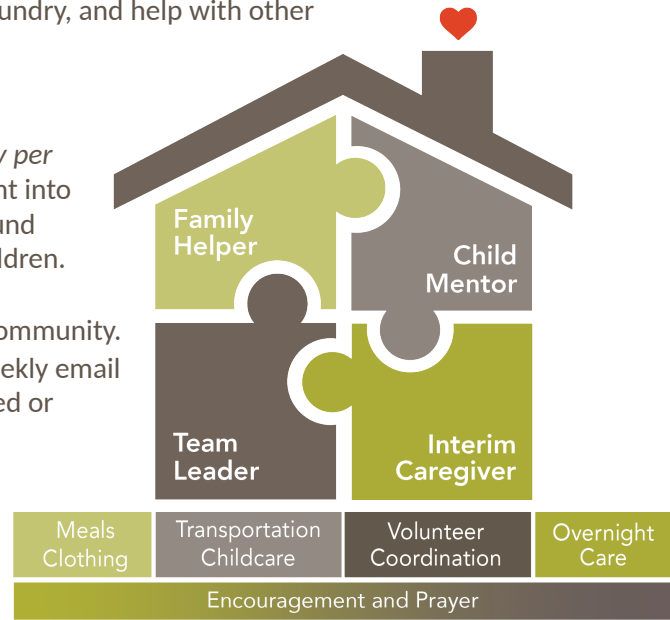 undry, and help with other
y per
nt into
und
ldren.
ommunity.
ekly email
ed or
Family
Helper
Child
Mentor
Team
Leader
Interim
Caregiver
Meals
Clothing
Transportation
Childcare
Volunteer
Coordination
Overnight
Care
Encouragement and Prayer